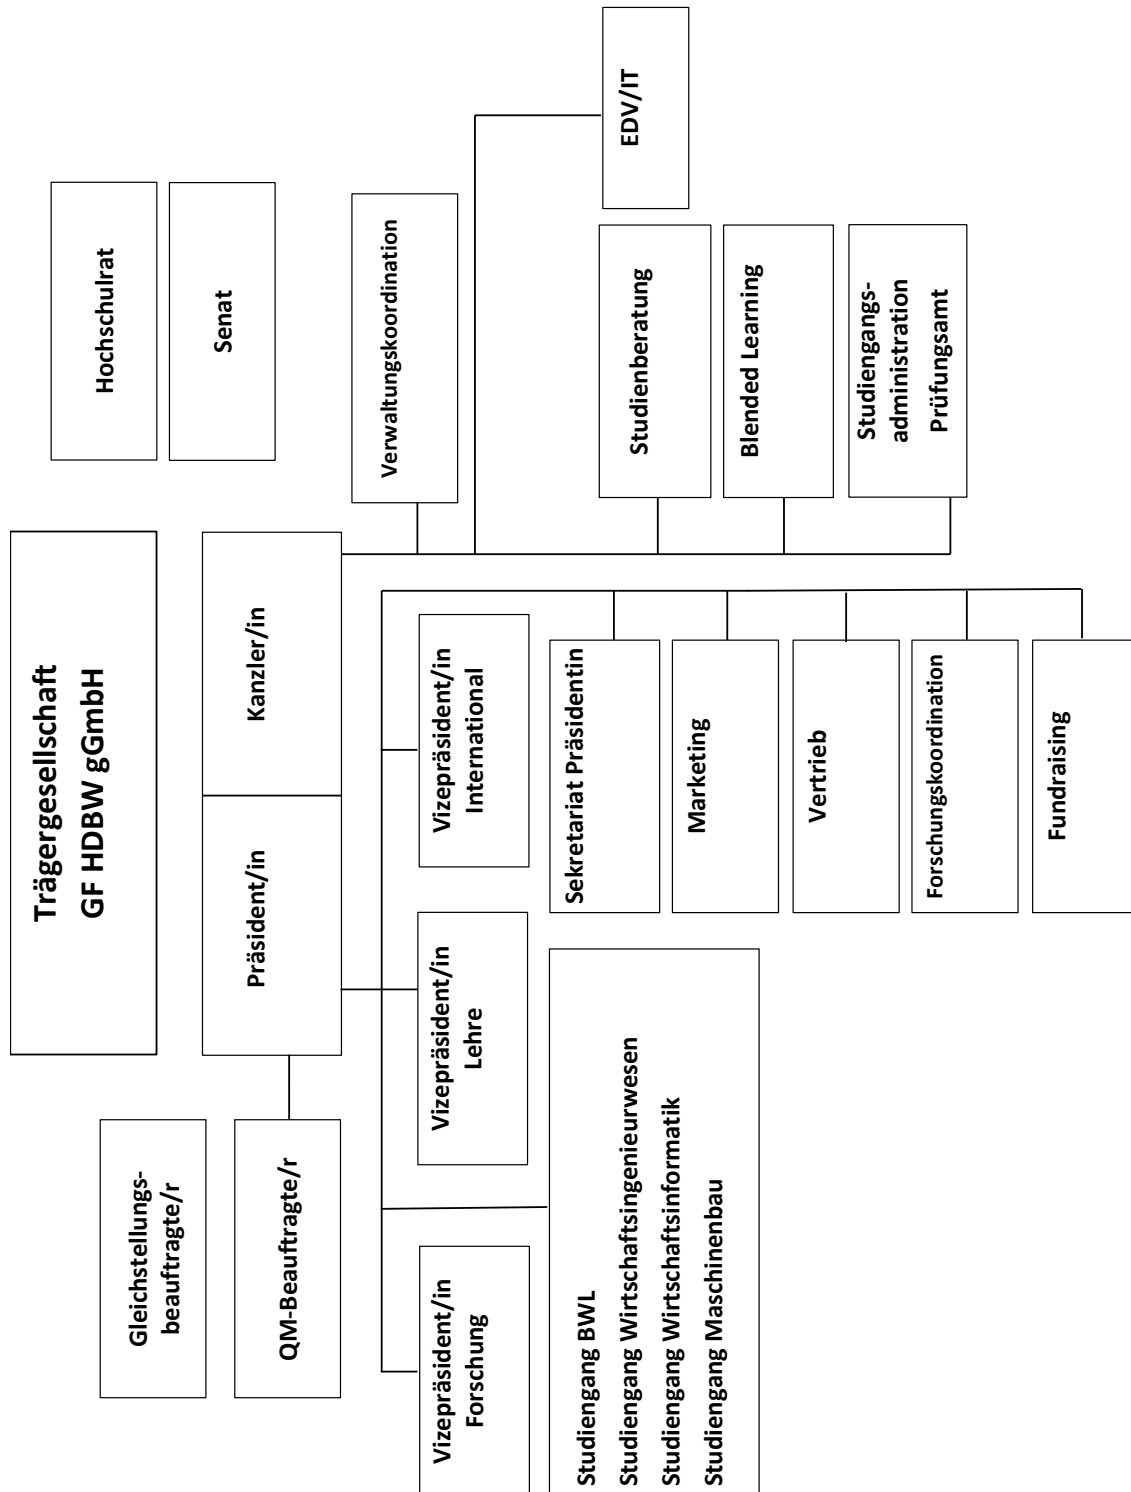 Trägergesellschaft
GF HDBW gGmbH
Gleichstellungs-
beauftragte/r
Hochschulrat
QM-Beauftragte/r
Präsident/in
Kanzler/in
Senat
Verwaltungskoordination
Vizepräsident/in
Forschung
Vizepräsident/in
Lehre
Vizepräsident/in
International
EDV/IT
Studiengang BWL
Studiengang Wirtschaftsingenieurwesen
Studiengang Wirtschaftsinformatik
Studiengang Maschinenbau
Sekretariat Präsidentin
Marketing
Vertrieb
Forschungskoordination
Fundraising
Studienberatung
Blended Learning
Studiengangs-
administration
Prüfungsamt